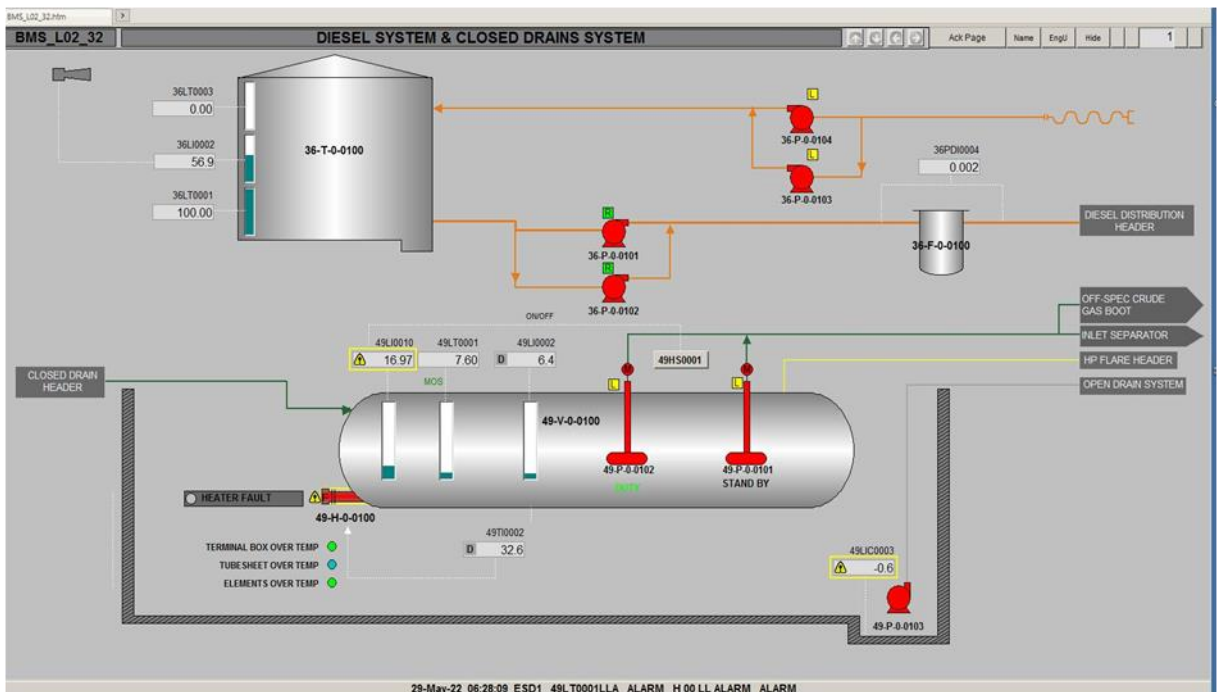 BMS_L02_32.htm
BMS_L02_32
DIESEL SYSTEM & CLOSED DRAINS SYSTEM
Ack Page
Name
EngU
Hide
1
36LT0003
0.00
36LI0002
56.9
36LT0001
100.00
36-T-0-0100
L
36-P-0-0104
L
36-P-0-0103
36PDI0004
0.002
R
36-P-0-0101
R
36-P-0-0102
36-F-0-0100
DIESEL DISTRIBUTION
HEADER
OFF-SPEC CRUDE
GAS BOOT
INLET SEPARATOR
HP FLARE HEADER
OPEN DRAIN SYSTEM
ON/OFF
49LI0010
16.97
49LT0001
7.60
49LI0002
D 6.4
49HS0001
MOS
CLOSED DRAIN
HEADER
M
M
L
L
49-V-0-0100
49-P-0-0102
DUTY
49-P-0-0101
STAND BY
HEATER FAULT
F
49-H-0-0100
TERMINAL BOX OVER TEMP
TUBESHEET OVER TEMP
ELEMENTS OVER TEMP
49TI0002
D 32.6
49LIC0003
-0.6
49-P-0-0103
29-May-22 06:28:09 ESD1 49LT0001LLA ALARM H 00 LL ALARM ALARM